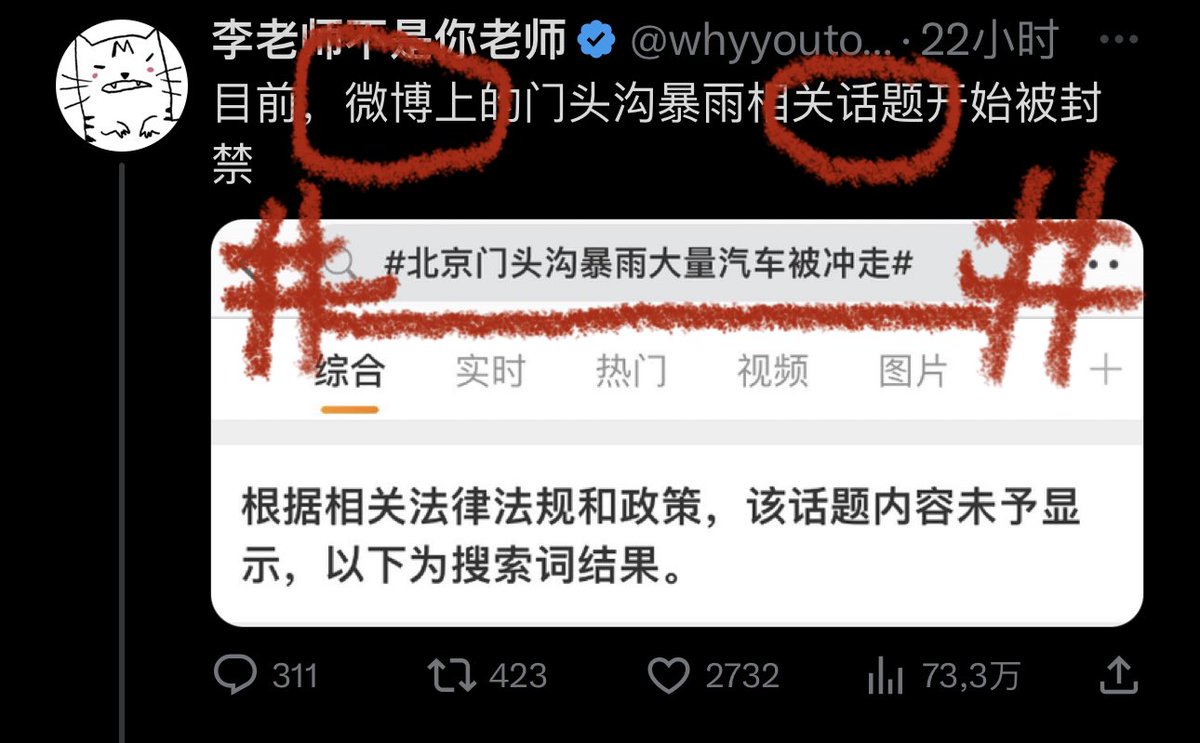 李老师不是你老师 @whyyouto... · 22小时
目前，微博上的门头沟暴雨相关话题开始被封
禁
#北京门头沟暴雨大量汽车被冲走#
综合 实时 热门 视频 图片
根据相关法律法规和政策，该话题内容未予显
示，以下为搜索词结果。
311 423 2732 73,3万